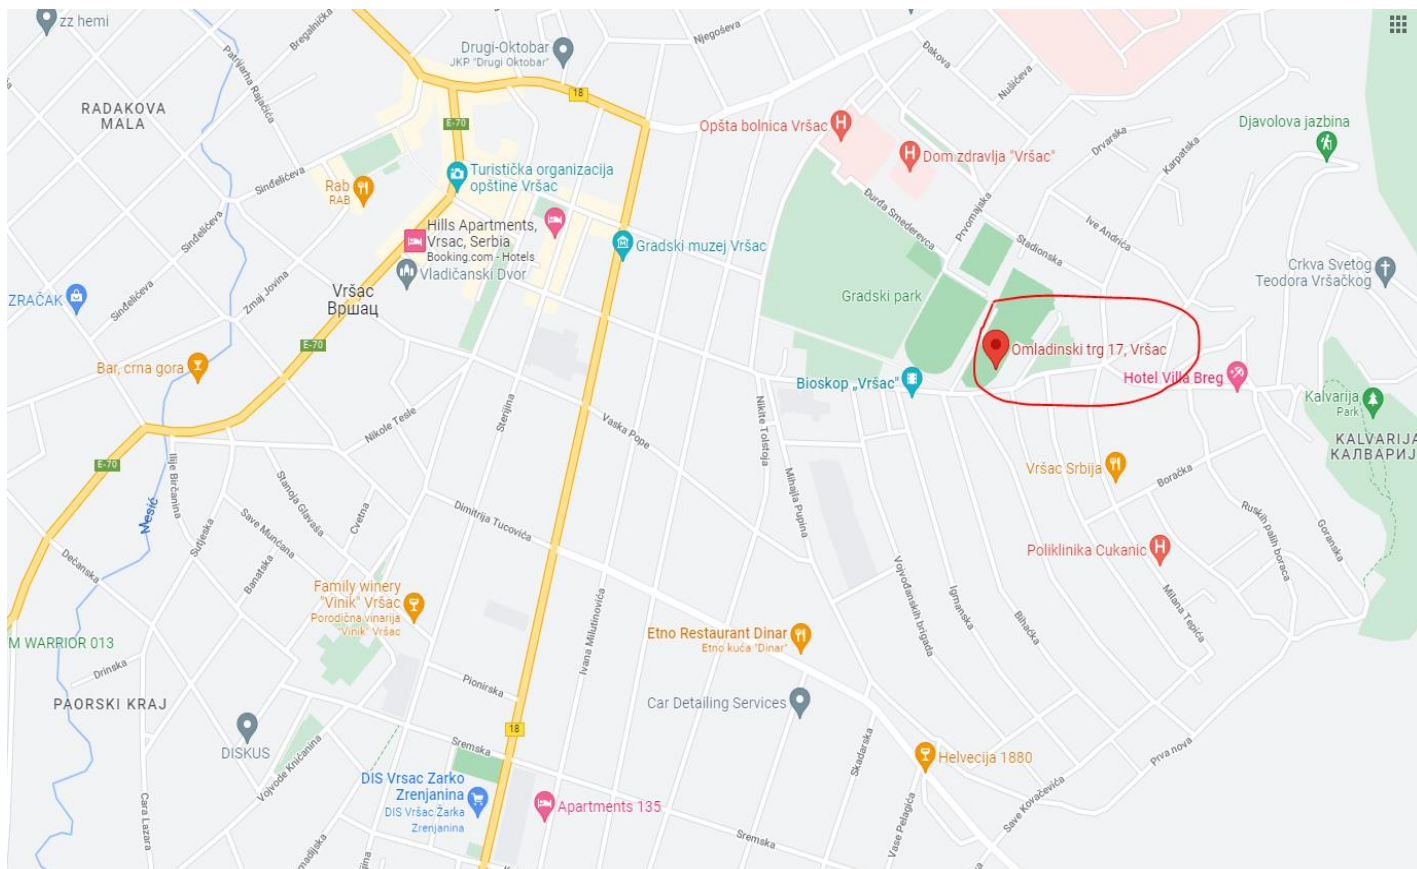 zz hemi
Bregalnička
Patrijarha Rajačića
RADAKOVA
MALA
Drugi-Oktobar
JKP "Drugi Oktobar"
18
E-70
Njegoševa
Đakova
Nušićeva
Opšta bolnica Vršac
Dom zdravlja "Vršac"
Drvarska
Karpatska
Djavolova jazbina
Sinđelićeva
Rab
RAB
Turistička organizacija
opštine Vršac
Hills Apartments,
Vrsac, Serbia
Booking.com - Hotels
Vladičanski Dvor
Gradski muzej Vršac
Đurđa Smederevca
Prvomajska
Stadionska
Ive Andrića
Crkva Svetog
Teodora Vršačkog
Sinđelićeva
Sinđelićeva
Zmaj Jovina
ZRAČAK
Vršac
Вршац
Gradski park
E-70
Bar, crna gora
Omladinski trg 17, Vršac
Bioskop „Vršac"
Hotel Villa Breg
Kalvarija
Park
KALVARIJA
КАЛВАРИЈ
Nikole Tesle
Sterijina
Vaska Pope
Nikite Tolstoja
E-70
Ilije Birčanina
Stanoja Glavaša
Cvetna
Save Munćana
Sutjeska
Banatska
Nesić
Dečanska
Dimitrija Tucovića
Mihajla Pupina
Vršac Srbija
Boračka
Ruskih palih boraca
Goranska
Poliklinika Cukanic
Milana Tepića
Vojvođanskih brigada
Igmanska
Bihaćka
Family winery
"Vinik" Vršac
Porodična vinarija
"Vinik" Vršac
Ivana Milutinovića
Etno Restaurant Dinar
Etno kuća "Dinar"
M WARRIOR 013
Drinska
PAORSKI KRAJ
Pionirska
Car Detailing Services
DISKUS
18
Sremska
Vojvode Knićanina
Skadarska
Helvecija 1880
Prva nova
Save Kovačevića
Vase Pelagića
DIS Vrsac Zarko
Zrenjanina
DIS Vršac Žarka
Zrenjanina
Apartments 135
Sremska
Cara Lazara